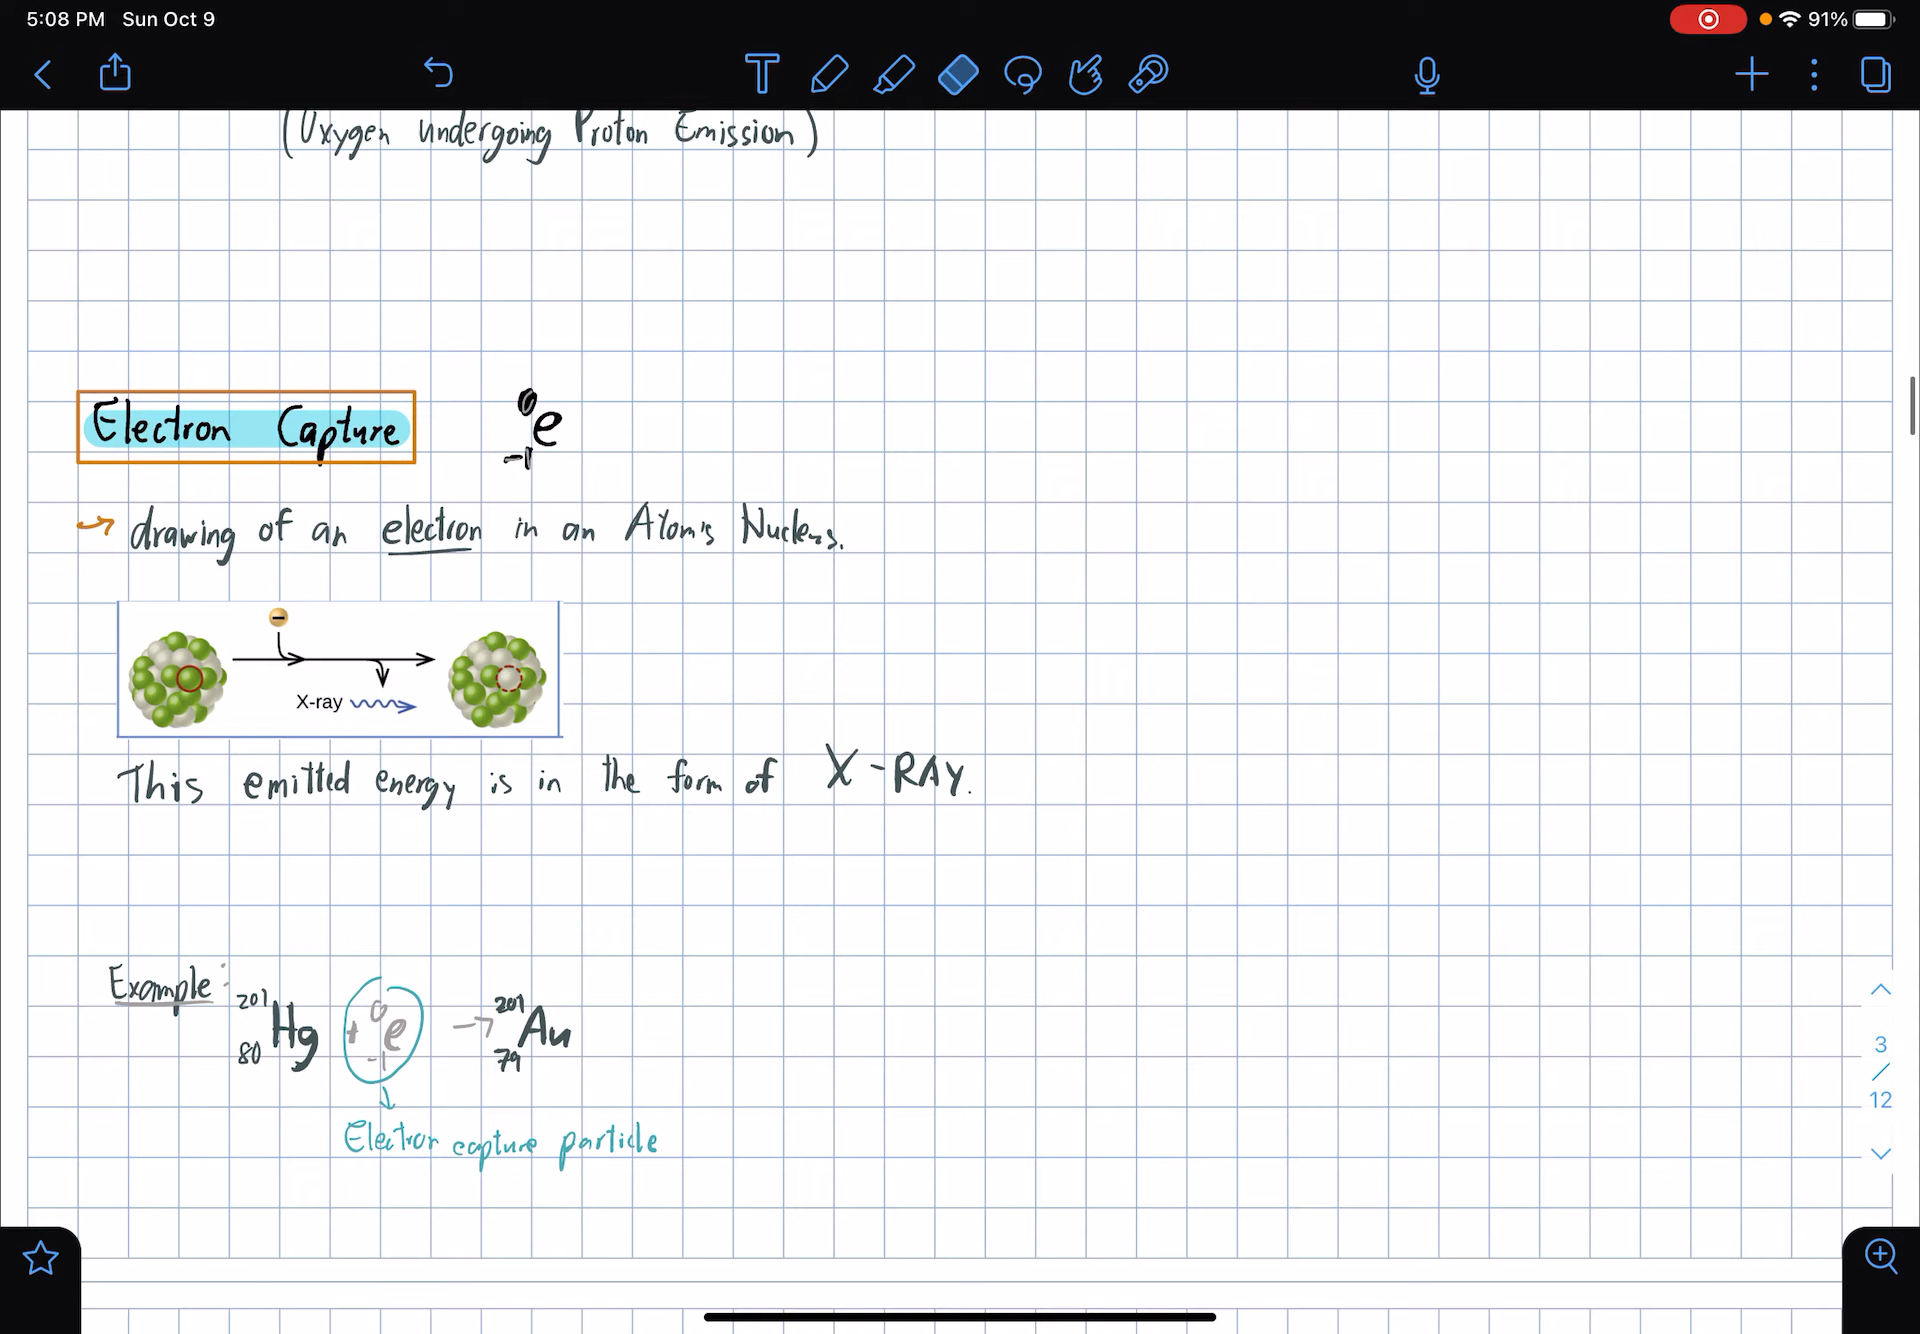 5:08 PM Sun Oct 9
91%
(Oxygen undergoing Proton Emission)
Electron Capture
0
e
-1
drawing of an electron in an Atom's Nucleus.
X-ray
This emitted energy is in the form of X-RAY.
Example:
201
80
Hg
+
0
e
-1
→
201
79
Au
Electron capture particle
3
/
12